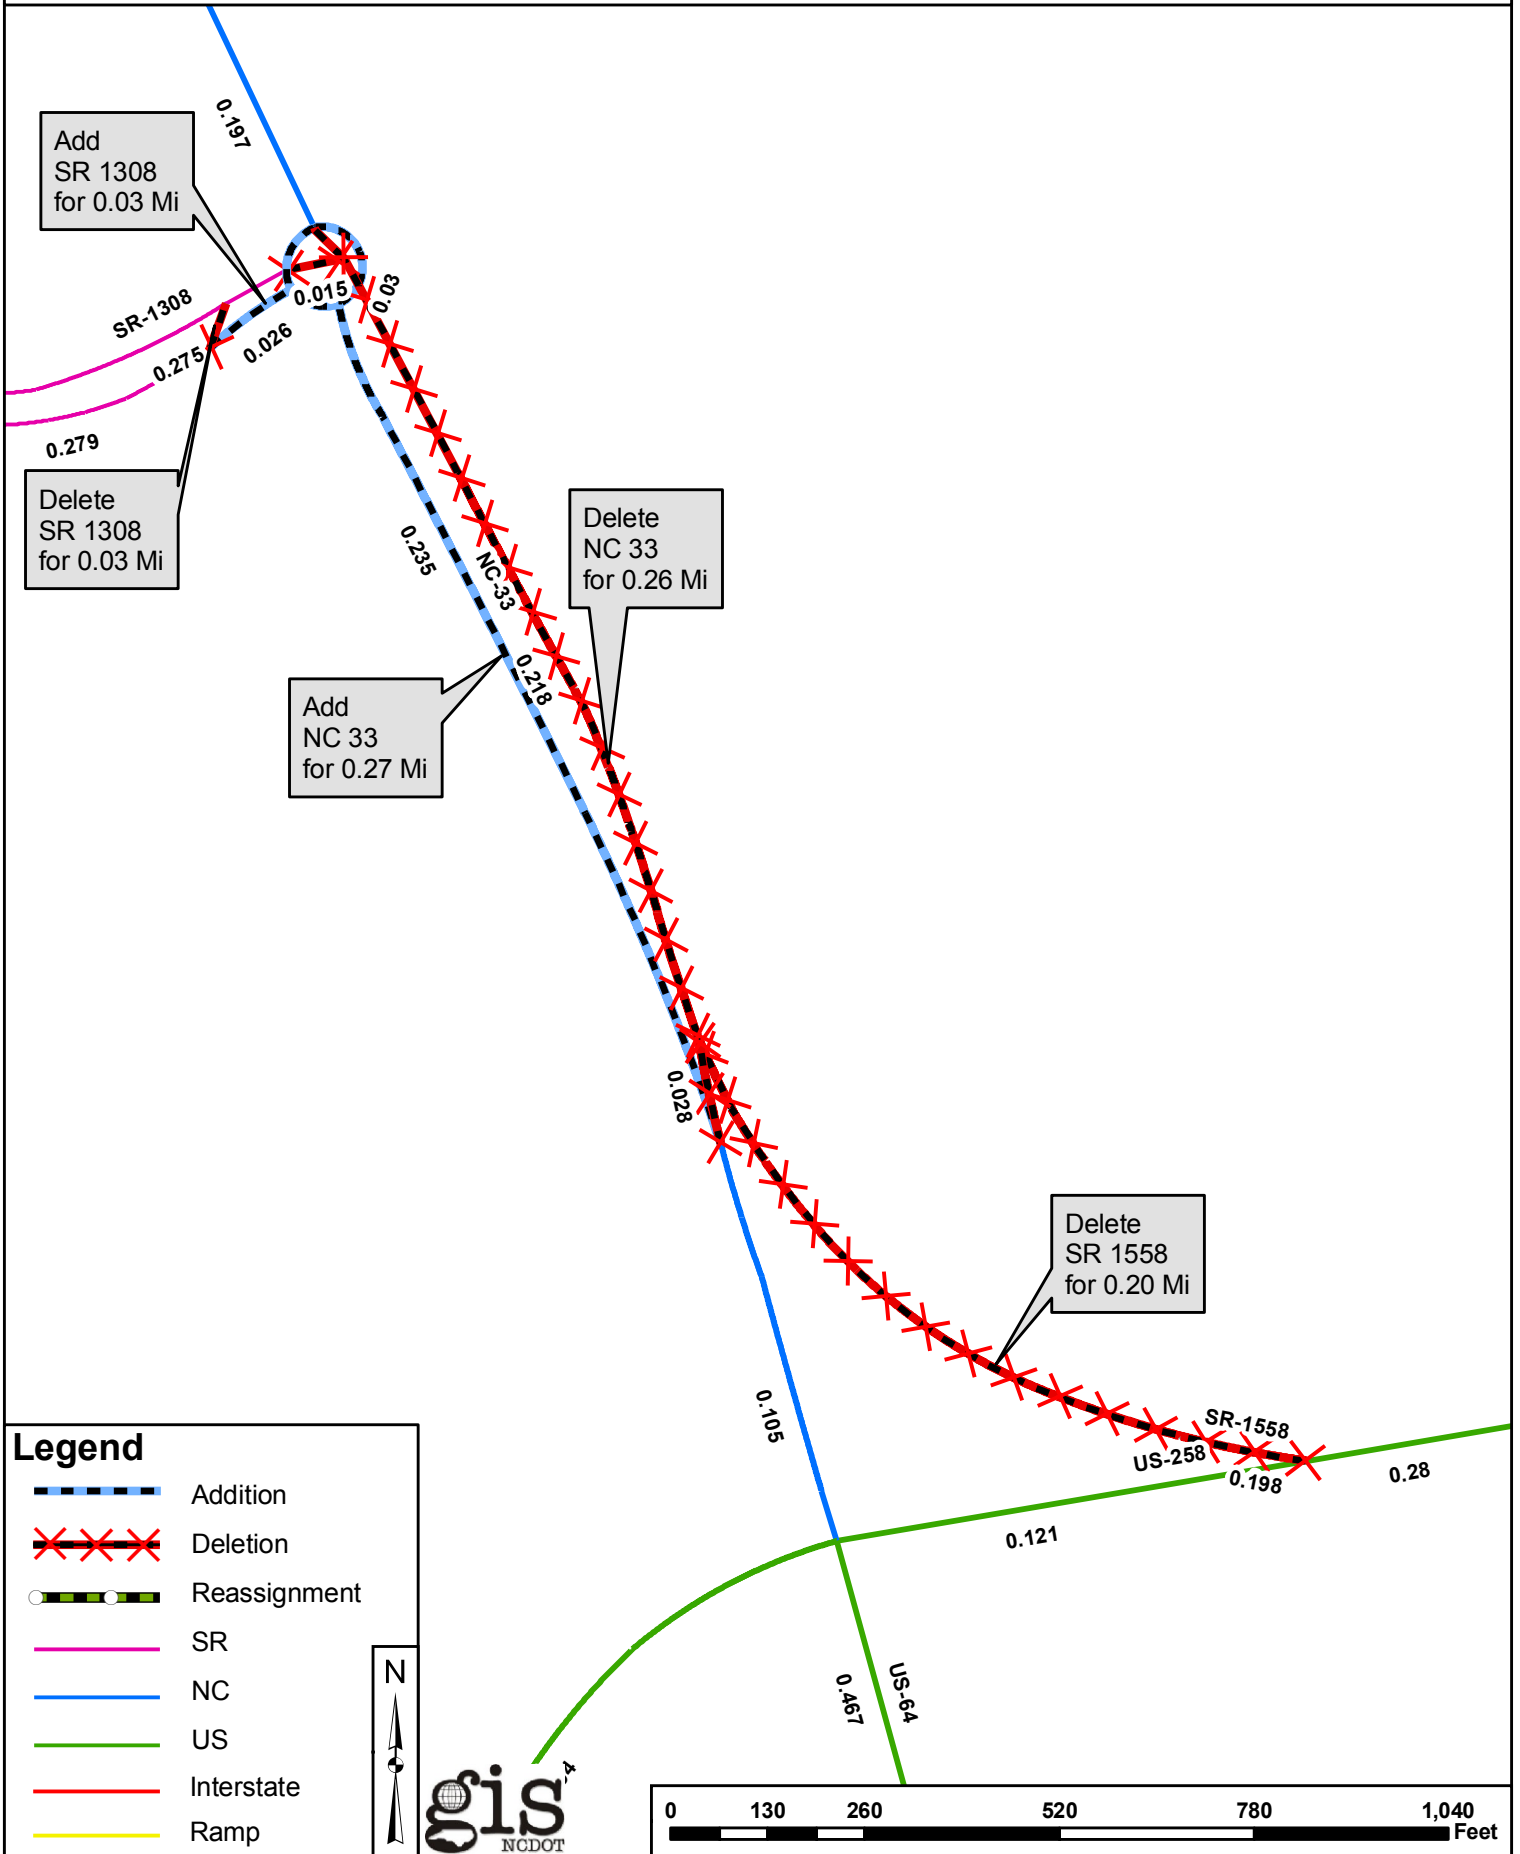 0.197
Add
SR 1308
for 0.03 Mi
0.03
0.015
SR-1308
0.026
0.275
0.279
Delete
SR 1308
for 0.03 Mi
Delete
NC 33
for 0.26 Mi
0.235
NC-33
0.218
Add
NC 33
for 0.27 Mi
0.028
Delete
SR 1558
for 0.20 Mi
0.105
SR-1558
US-258
0.198
0.28
0.121
US-64
0.467
Legend
Addition
Deletion
Reassignment
SR
NC
US
Interstate
Ramp
N
gis
NCDOT
0 130 260 520 780 1,040
Feet